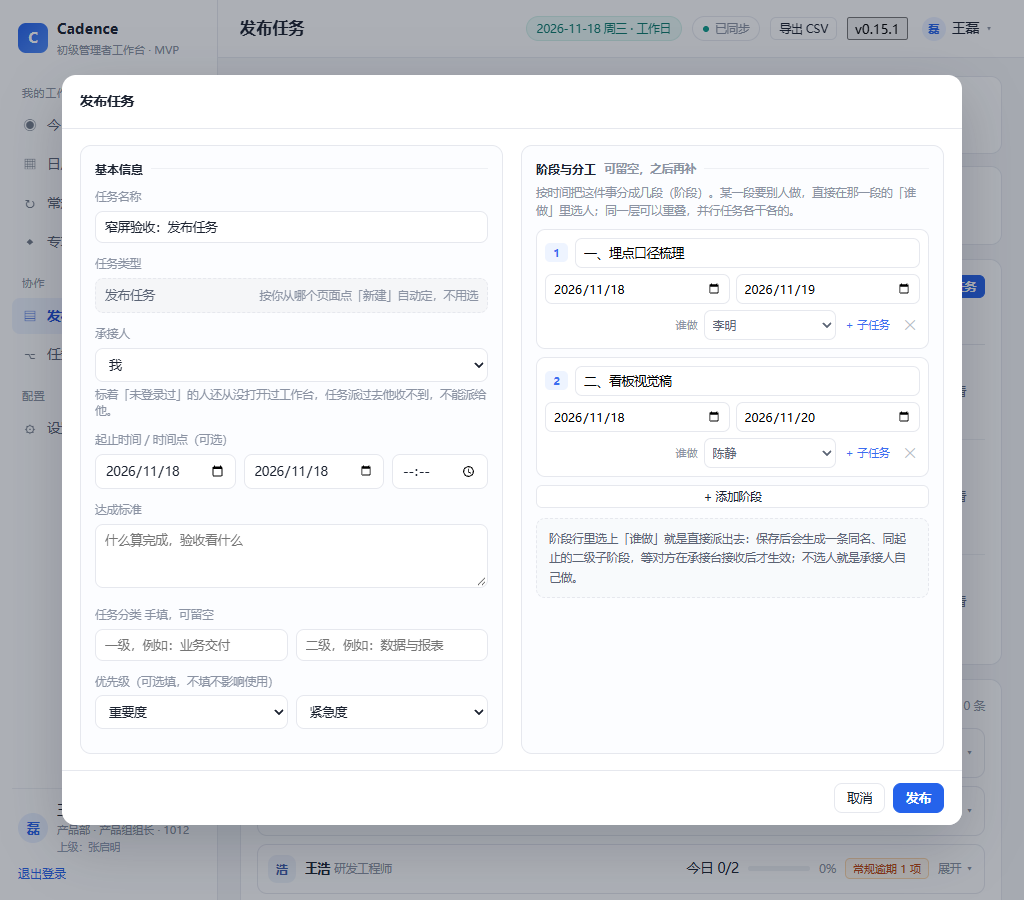 C
Cadence
初级管理者工作台 · MVP
发布任务
2026-11-18 周三 · 工作日
已同步
导出 CSV
v0.15.1
磊
王磊
我的工
协作
配置
发布任务
基本信息
任务名称
窄屏验收：发布任务
任务类型
发布任务
按你从哪个页面点「新建」自动定，不用选
承接人
我
标着「未登录过」的人还从没打开过工作台，任务派过去他收不到，不能派给
他。
起止时间 / 时间点（可选）
2026/11/18
2026/11/18
--:--
达成标准
什么算完成，验收看什么
任务分类 手填，可留空
一级，例如：业务交付
二级，例如：数据与报表
优先级（可选填，不填不影响使用）
重要度
紧急度
阶段与分工 可留空，之后再补
按时间把这件事分成几段（阶段）。某一段要别人做，直接在那一段的「谁
做」里选人；同一层可以重叠，并行任务各干各的。
1
一、埋点口径梳理
2026/11/18
2026/11/19
谁做
李明
+ 子任务
2
二、看板视觉稿
2026/11/18
2026/11/20
谁做
陈静
+ 子任务
+ 添加阶段
阶段行里选上「谁做」就是直接派出去：保存后会生成一条同名、同起
止的二级子阶段，等对方在承接台接收后才生效；不选人就是承接人自
己做。
取消
发布
0 条
磊
产品部 · 产品组组长 · 1012
上级：张启明
退出登录
浩
王浩 研发工程师
今日 0/2
0%
常规逾期 1 项
展开